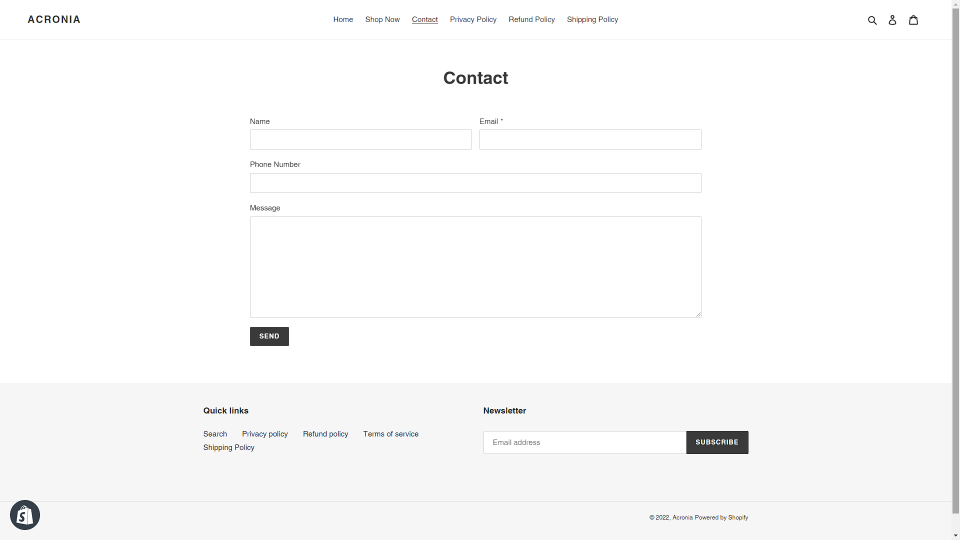 ACRONIA
Home Shop Now Contact Privacy Policy Refund Policy Shipping Policy
Contact
Name Email *
Phone Number
Message
SEND
Quick links
Search Privacy policy Refund policy Terms of service
Shipping Policy
Newsletter
Email address SUBSCRIBE
© 2022, Acronia Powered by Shopify